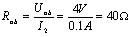 R_ab = U_ab / I_2 = 4V / 0.1A = 40Ω